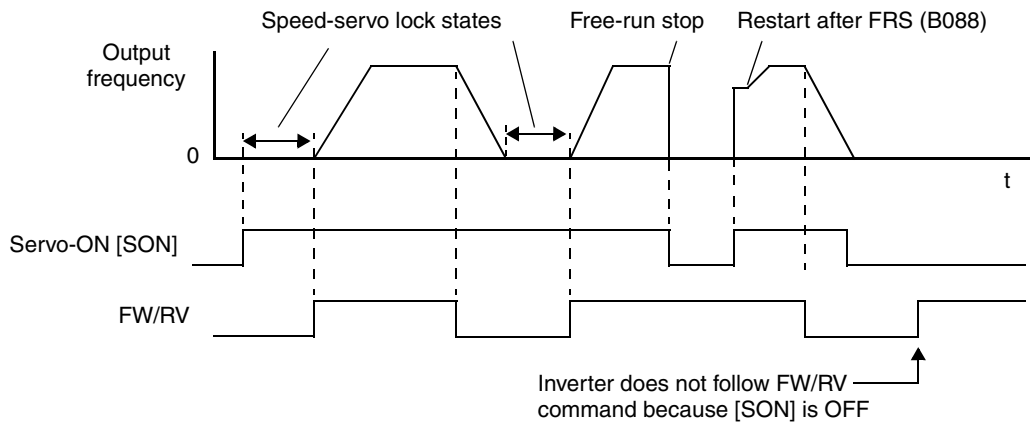 Speed-servo lock states
Free-run stop
Restart after FRS (B088)
Output
frequency
0
t
Servo-ON [SON]
FW/RV
Inverter does not follow FW/RV
command because [SON] is OFF